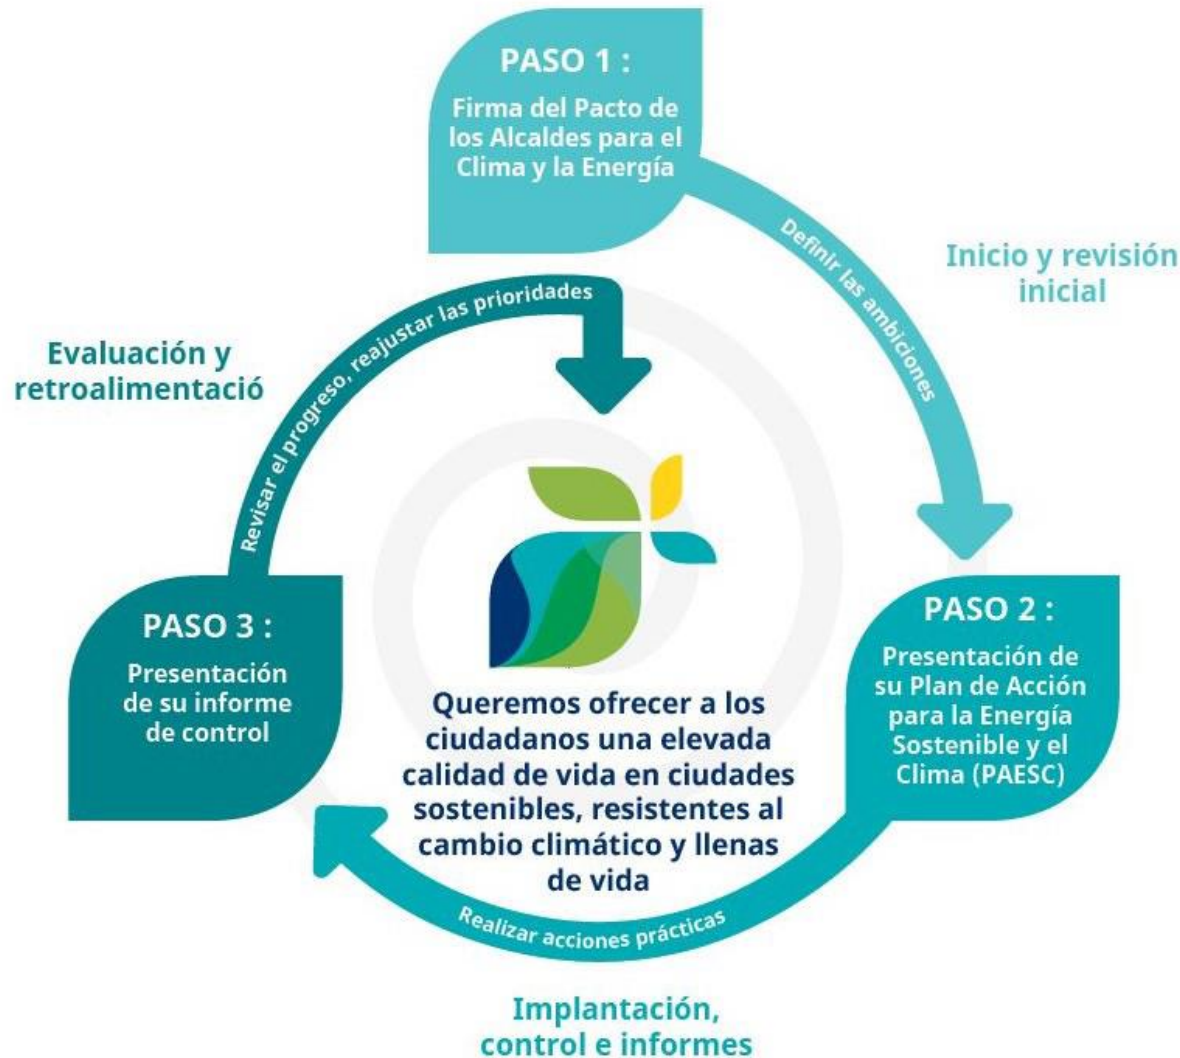 PASO 1 :
Firma del Pacto de
los Alcaldes para el
Clima y la Energía
Definir las ambiciones
Inicio y revisión
inicial
PASO 2 :
Presentación de
su Plan de Acción
para la Energía
Sostenible y el
Clima (PAESC)
Realizar acciones prácticas
Implantación,
control e informes
PASO 3 :
Presentación
de su informe
de control
Revisar el progreso, reajustar las prioridades
Evaluación y
retroalimentació
Queremos ofrecer a los
ciudadanos una elevada
calidad de vida en ciudades
sostenibles, resistentes al
cambio climático y llenas
de vida